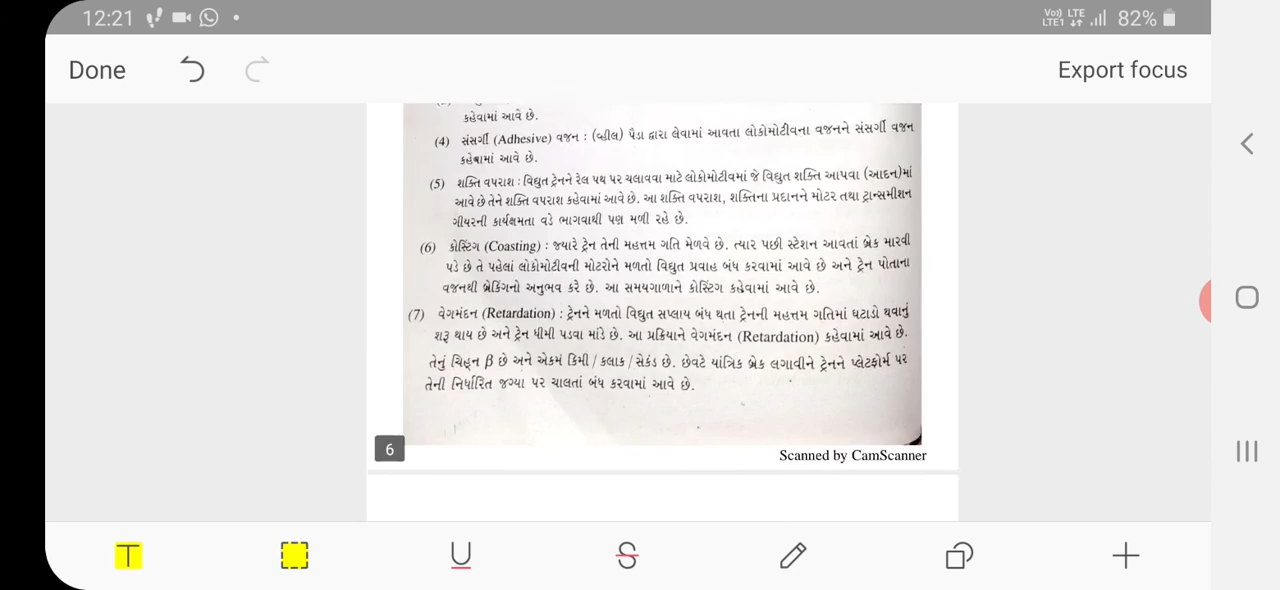 12:21
Vo)) LTE
LTE1 82%
Done
Export focus
કહેવામાં આવે છે.
(4) સંસર્ગી (Adhesive) વજન : (વ્હીલ) પૈડા દ્વારા લેવામાં આવતા લોકોમોટીવના વજનને સંસર્ગી વજન
કહેવામાં આવે છે.
(5) શક્તિ વપરાશ : વિદ્યુત ટ્રેનને રેલ પથ પર ચલાવવા માટે લોકોમોટીવમાં જે વિદ્યુત શક્તિ આપવા (આદન)માં
આવે છે તેને શક્તિ વપરાશ કહેવામાં આવે છે. આ શક્તિ વપરાશ, શક્તિના પ્રદાનને મોટર તથા ટ્રાન્સમીશન
ગીયરની કાર્યક્ષમતા વડે ભાગવાથી પણ મળી રહે છે.
(6) કોસ્ટિંગ (Coasting) : જ્યારે ટ્રેન તેની મહત્તમ ગતિ મેળવે છે. ત્યાર પછી સ્ટેશન આવતાં બ્રેક મારવી
પડે છે તે પહેલાં લોકોમોટીવની મોટરોને મળતો વિદ્યુત પ્રવાહ બંધ કરવામાં આવે છે અને ટ્રેન પોતાના
વજનથી બ્રેકિંગનો અનુભવ કરે છે. આ સમયગાળાને કોસ્ટિંગ કહેવામાં આવે છે.
(7) વેગમંદન (Retardation) : ટ્રેનને મળતો વિદ્યુત સપ્લાય બંધ થતા ટ્રેનની મહત્તમ ગતિમાં ઘટાડો થવાનું
શરૂ થાય છે અને ટ્રેન ધીમી પડવા માંડે છે. આ પ્રક્રિયાને વેગમંદન (Retardation) કહેવામાં આવે છે.
તેનું ચિહ્ન β છે અને એકમ કિમી / કલાક / સેકંડ છે. છેવટે યાંત્રિક બ્રેક લગાવીને ટ્રેનને પ્લેટફોર્મ પર
તેની નિર્ધારિત જગ્યા પર ચાલતાં બંધ કરવામાં આવે છે.
6
Scanned by CamScanner